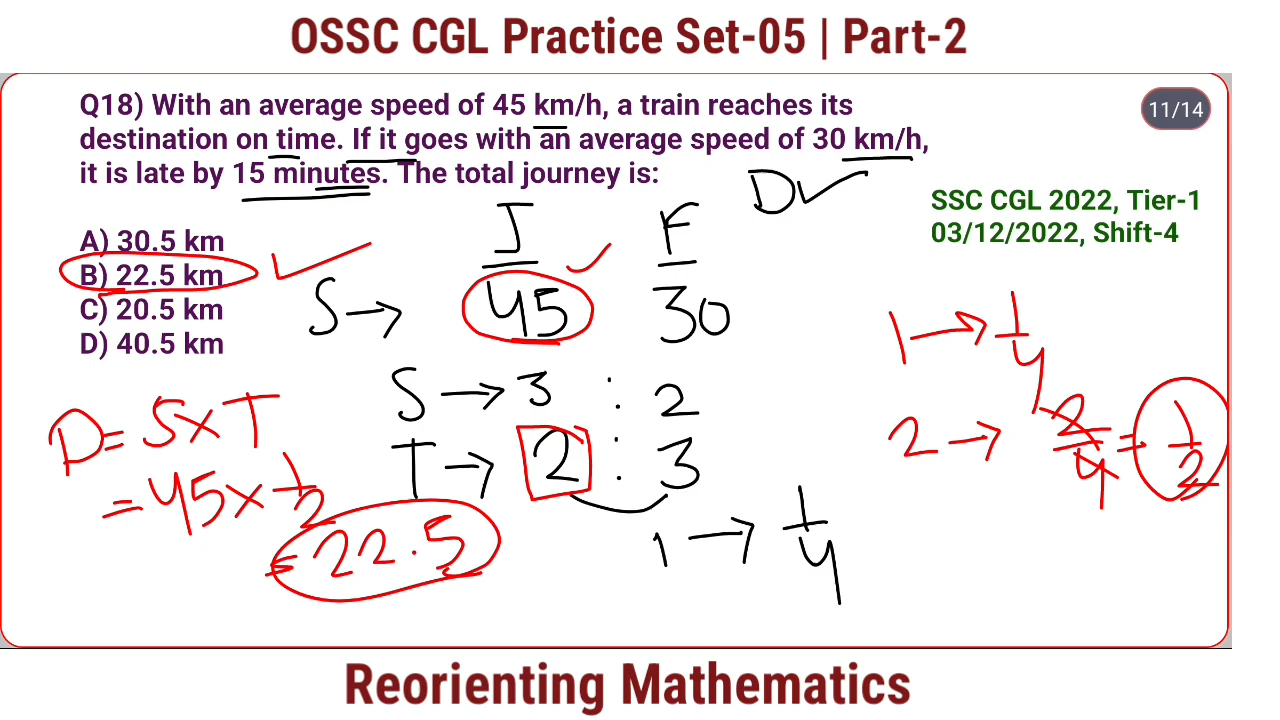 OSSC CGL Practice Set-05 | Part-2
Q18) With an average speed of 45 km/h, a train reaches its
destination on time. If it goes with an average speed of 30 km/h,
it is late by 15 minutes. The total journey is:
11/14
D✓
SSC CGL 2022, Tier-1
03/12/2022, Shift-4
A) 30.5 km
B) 22.5 km ✓
C) 20.5 km
D) 40.5 km
I F
S → 45 ✓ 30
S → 3 : 2
T → 2 : 3
1 → 1/4
1 → 1/4
2 → 2/4 = 1/2
D = S × T
= 45 × 1/2
= 22.5
Reorienting Mathematics